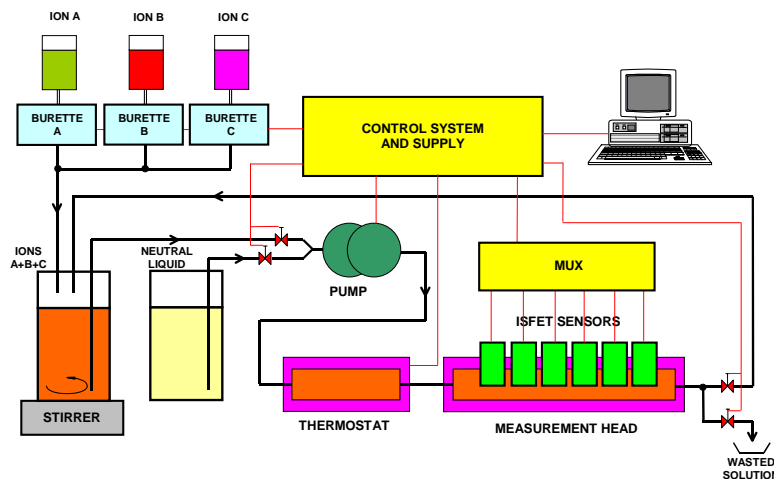 ION A
ION B
ION C
BURETTE
A
BURETTE
B
BURETTE
C
CONTROL SYSTEM
AND SUPPLY
IONS
A+B+C
NEUTRAL
LIQUID
PUMP
MUX
ISFET SENSORS
STIRRER
THERMOSTAT
MEASUREMENT HEAD
WASTED
SOLUTION